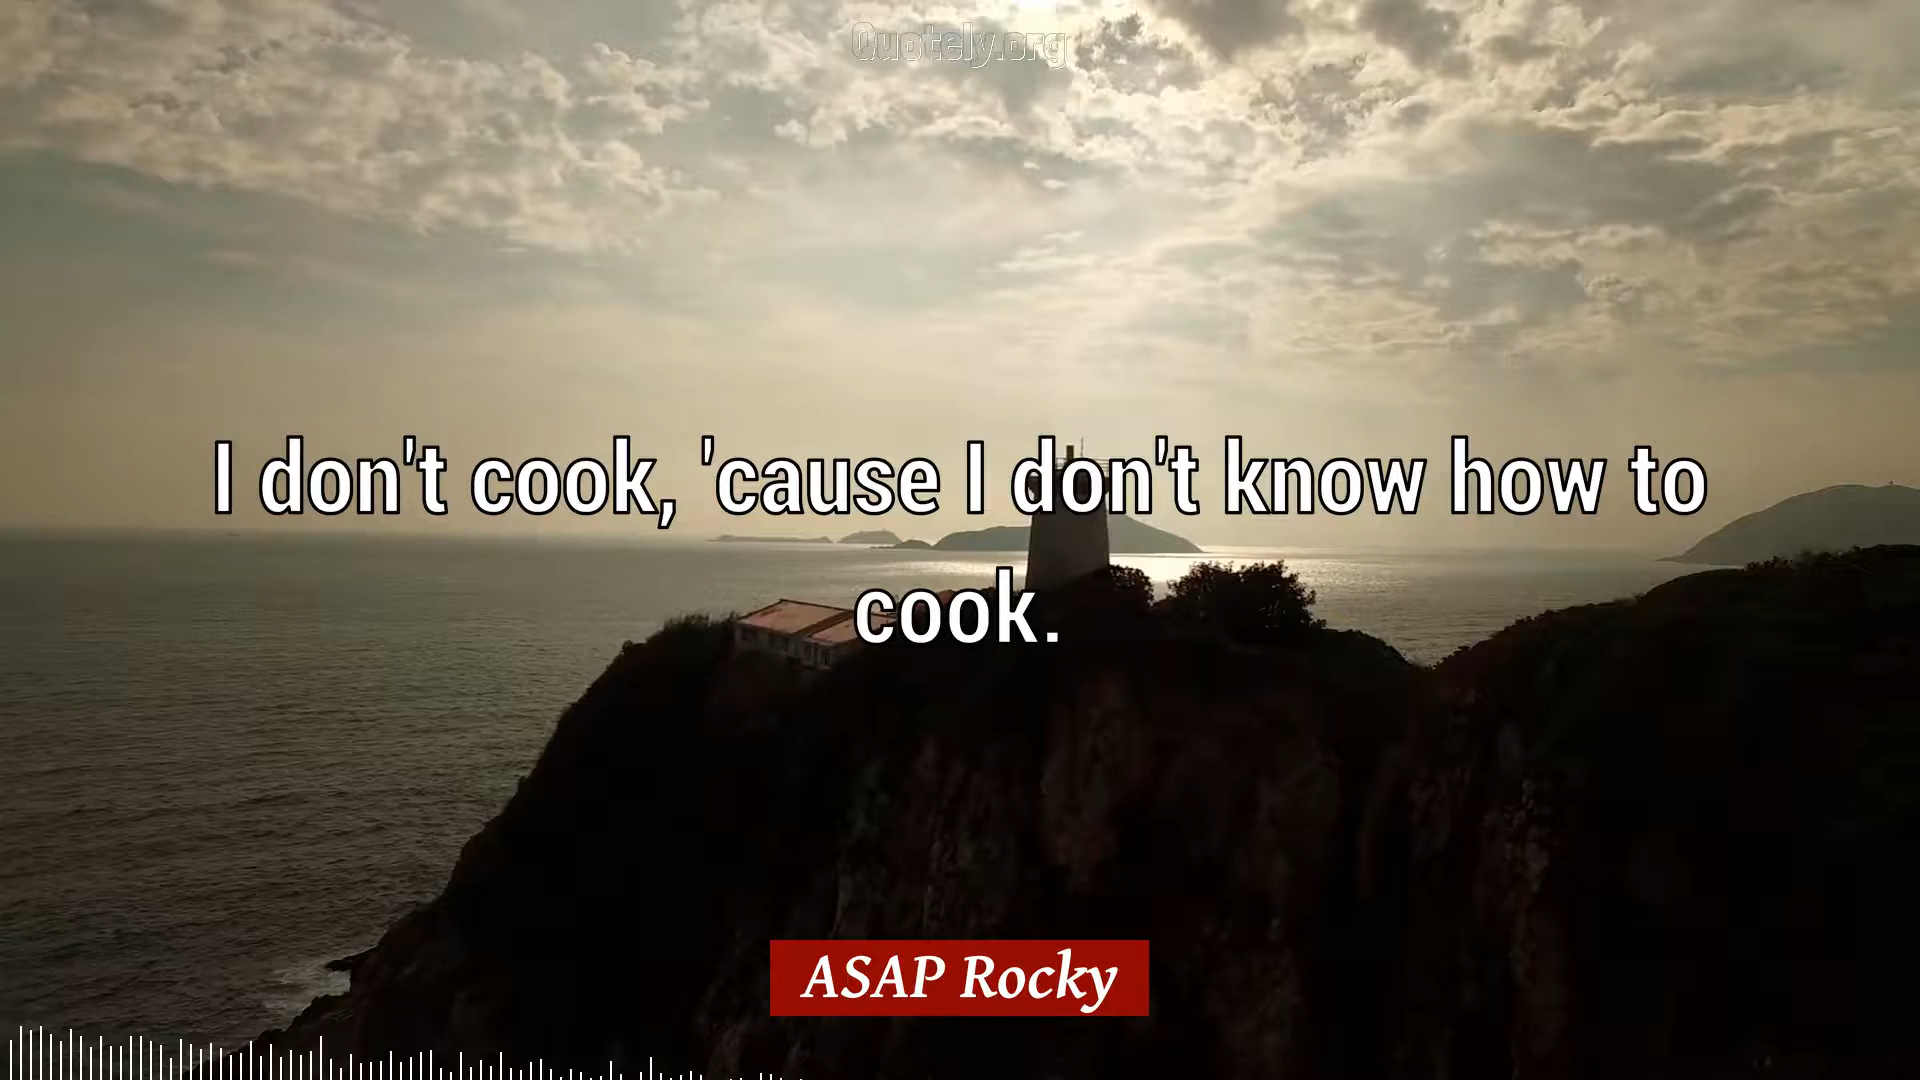 Quotely.org
I don't cook, 'cause I don't know how to
cook.
ASAP Rocky